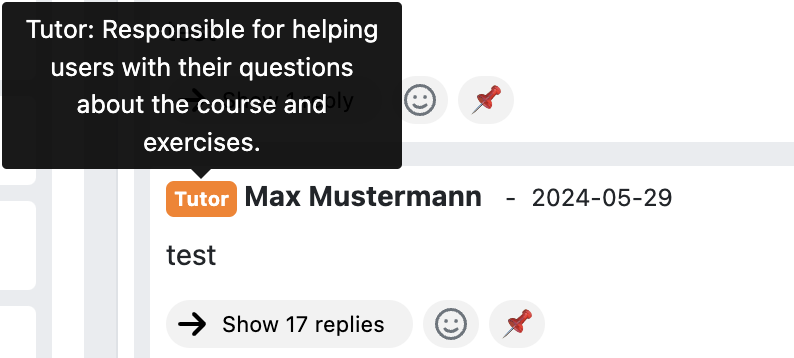 Tutor: Responsible for helping
users with their questions
about the course and
exercises.
Show 1 reply
Tutor Max Mustermann - 2024-05-29
test
Show 17 replies